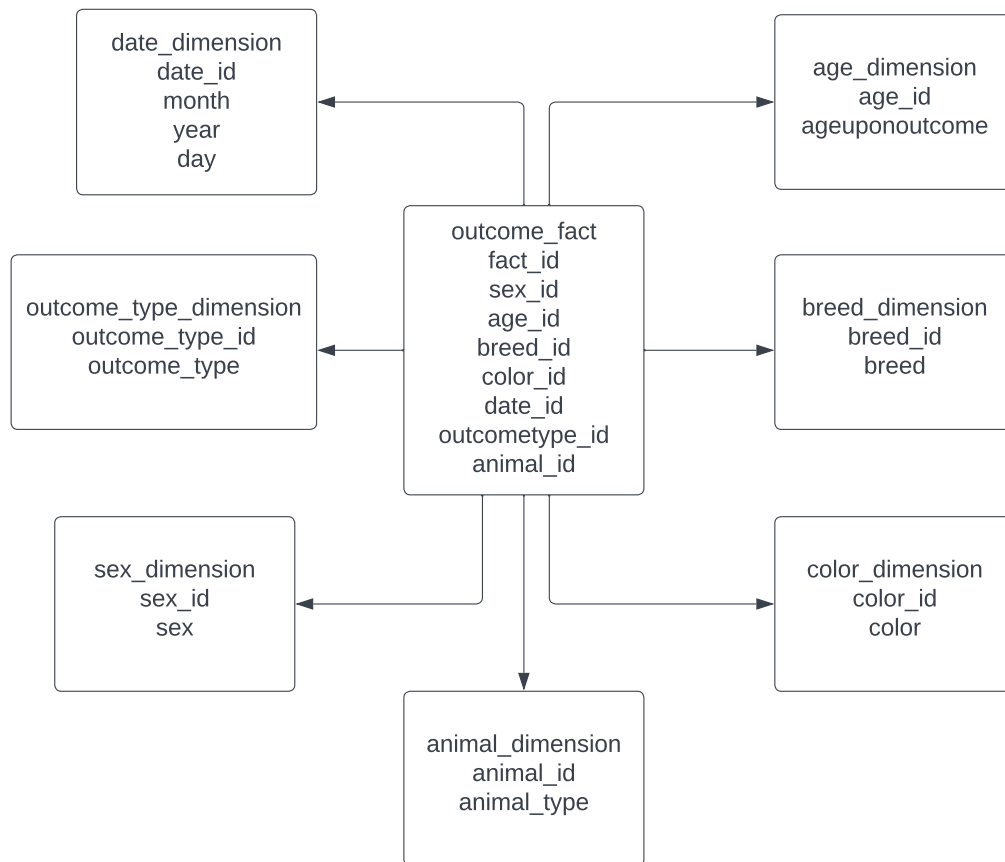 date_dimension
date_id
month
year
day
age_dimension
age_id
ageuponoutcome
outcome_fact
fact_id
sex_id
age_id
breed_id
color_id
date_id
outcometype_id
animal_id
outcome_type_dimension
outcome_type_id
outcome_type
breed_dimension
breed_id
breed
sex_dimension
sex_id
sex
color_dimension
color_id
color
animal_dimension
animal_id
animal_type